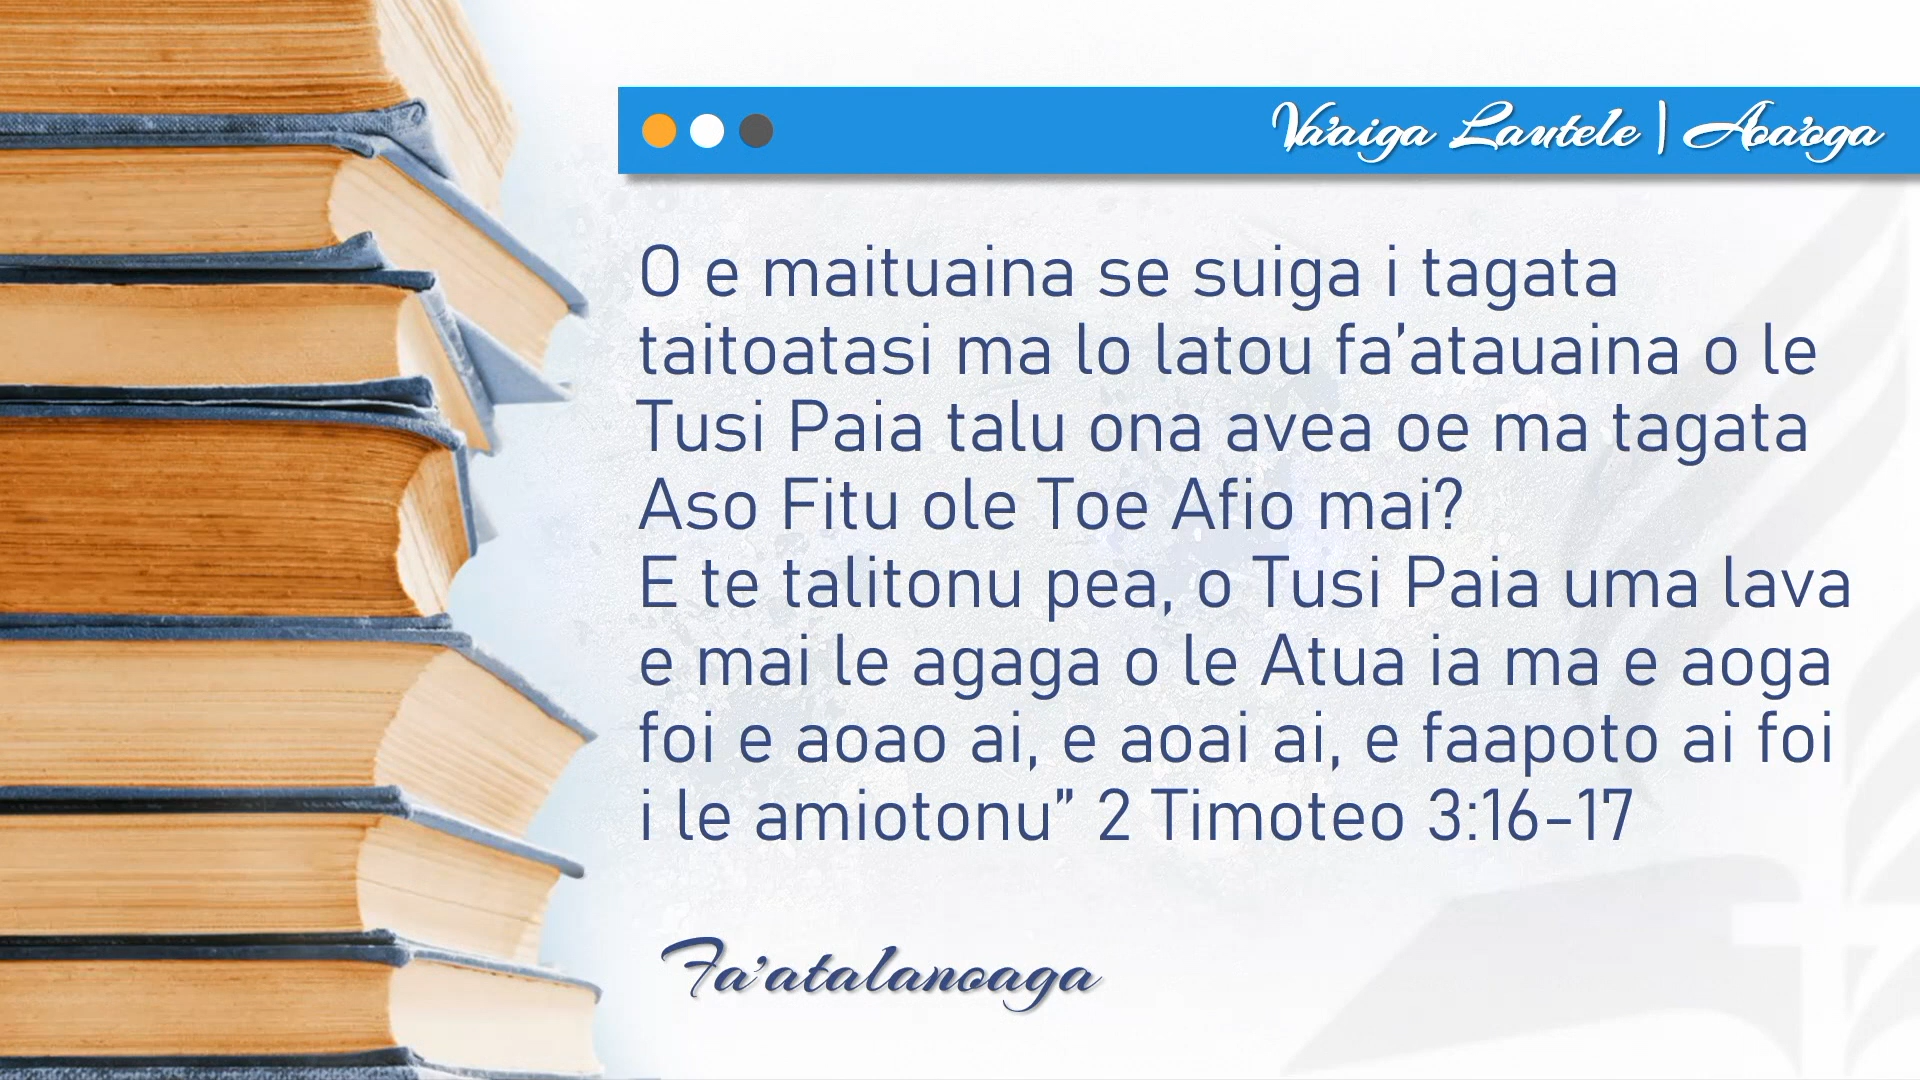 Va'aiga Lautele | Aoa'oga
O e maituaina se suiga i tagata
taitoatasi ma lo latou fa’atauaina o le
Tusi Paia talu ona avea oe ma tagata
Aso Fitu ole Toe Afio mai?
E te talitonu pea, o Tusi Paia uma lava
e mai le agaga o le Atua ia ma e aoga
foi e aoao ai, e aoai ai, e faapoto ai foi
i le amiotonu” 2 Timoteo 3:16-17
Fa'atalanoaga